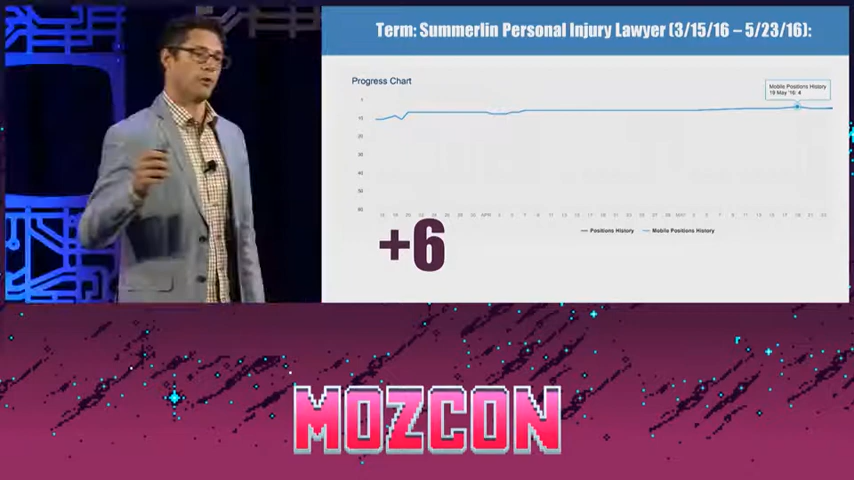 Term: Summerlin Personal Injury Lawyer (3/15/16 – 5/23/16):
Progress Chart
Mobile Positions History
19 May '16: 4
+6
Positions History
Mobile Positions History
MOZCON